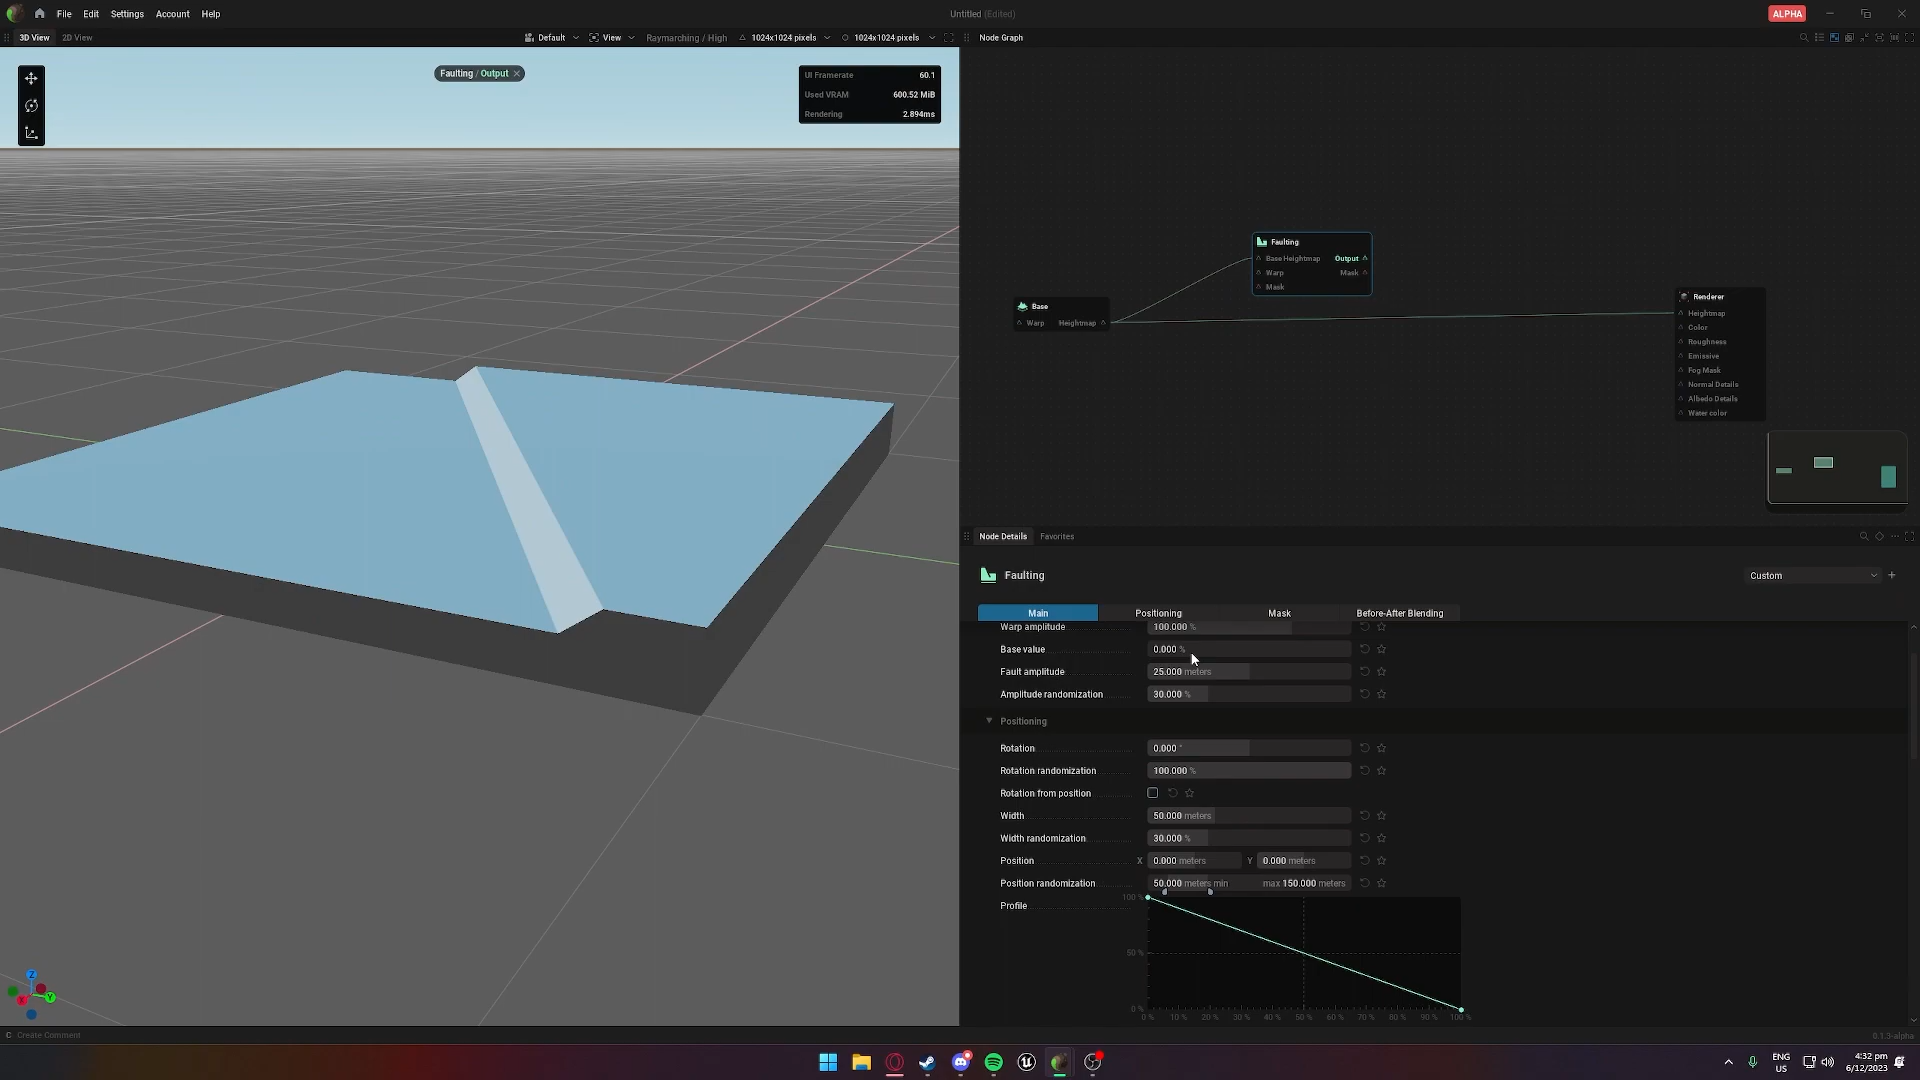 File Edit Settings Account Help
Untitled (Edited)
ALPHA
3D View 2D View
Default View Raymarching / High 1024x1024 pixels 1024x1024 pixels
Node Graph
Faulting / Output
UI Framerate 60.1
Used VRAM 600.52 MiB
Rendering 2.894ms
Faulting
Base Heightmap Output
Warp Mask
Mask
Base
Warp Heightmap
Renderer
Heightmap
Color
Roughness
Emissive
Fog Mask
Normal Details
Albedo Details
Water color
Node Details Favorites
Faulting
Custom
Main Positioning Mask Before-After Blending
Warp amplitude 100.000 %
Base value 0.000 %
Fault amplitude 25.000 meters
Amplitude randomization 30.000 %
Positioning
Rotation 0.000 °
Rotation randomization 100.000 %
Rotation from position
Width 50.000 meters
Width randomization 30.000 %
Position X 0.000 meters Y 0.000 meters
Position randomization 50.000 meters min max 150.000 meters
Profile
100 %
50 %
0 %
0 % 10 % 20 % 30 % 40 % 50 % 60 % 70 % 80 % 90 % 100 %
Z
X
Y
C Create Comment
0.1.3-alpha
ENG
US
4:32 pm
6/12/2023